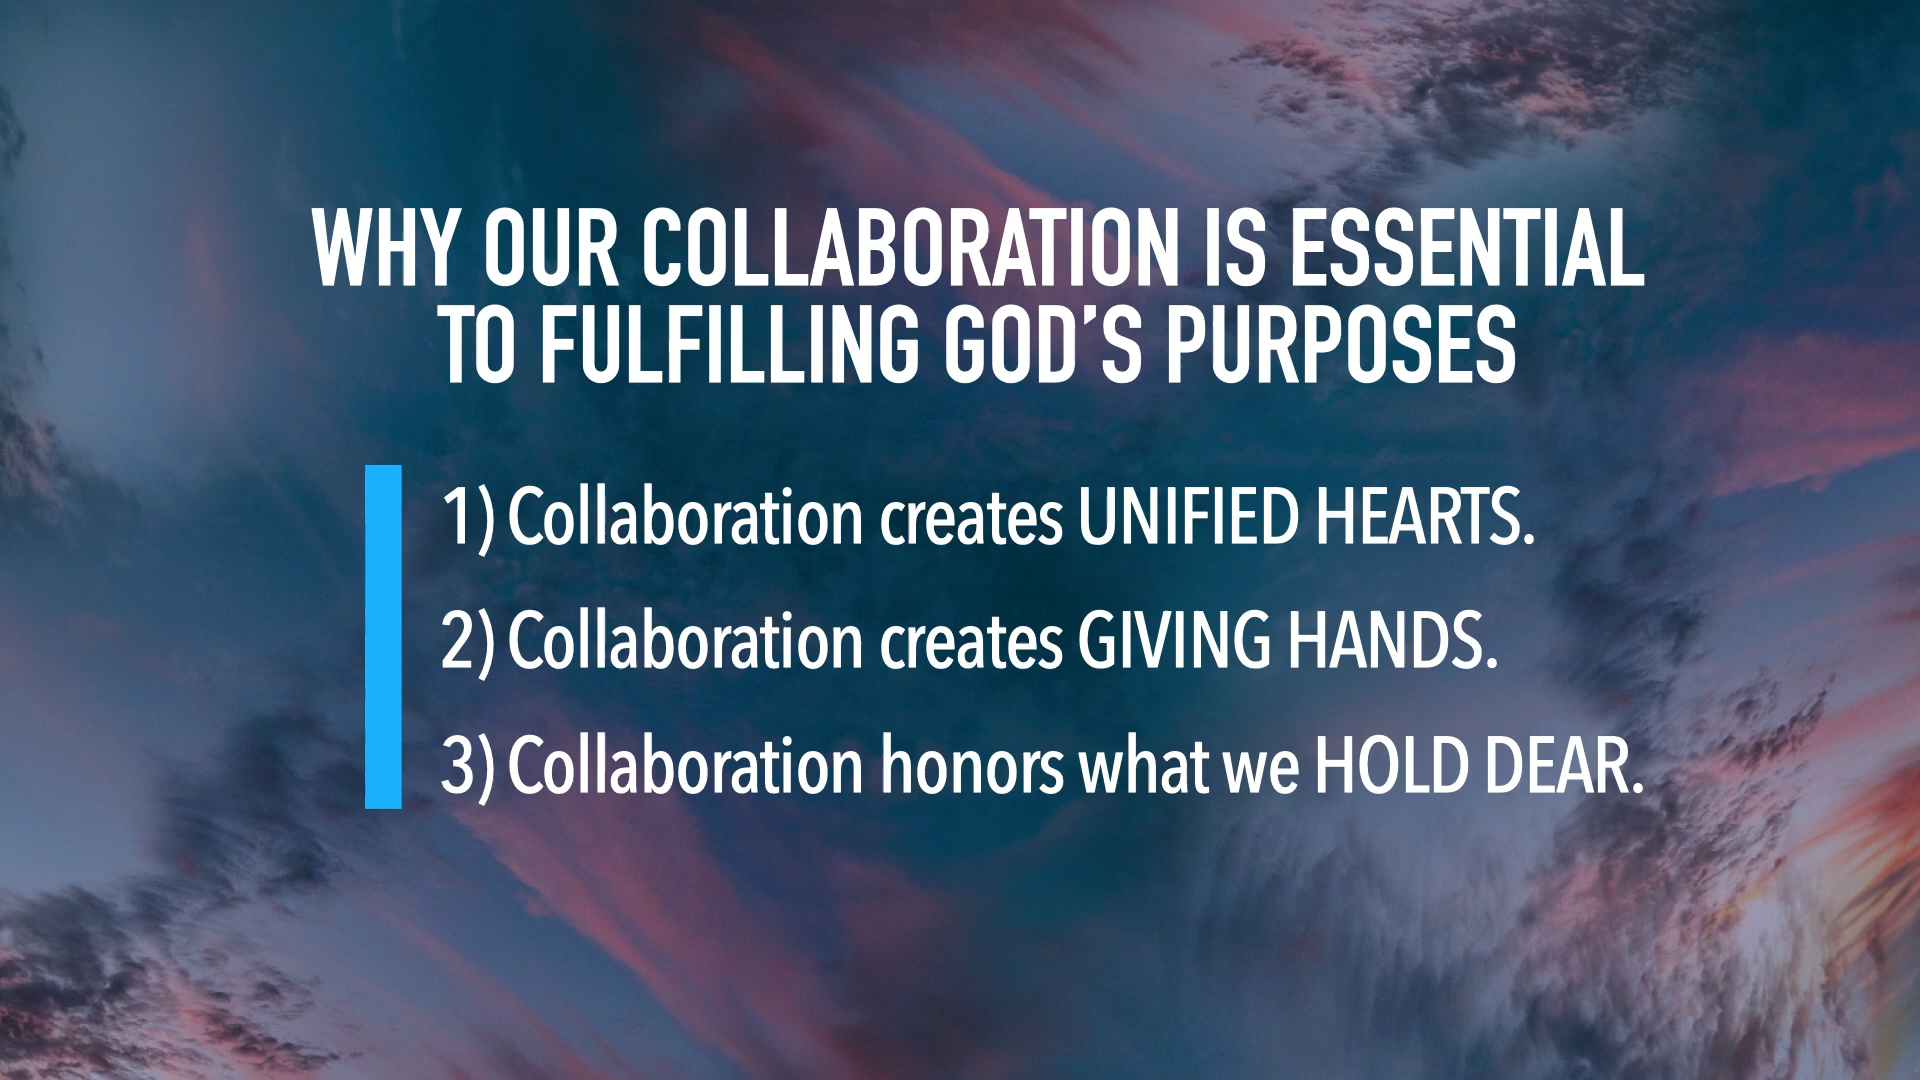 WHY OUR COLLABORATION IS ESSENTIAL
TO FULFILLING GOD’S PURPOSES
1) Collaboration creates UNIFIED HEARTS.
2) Collaboration creates GIVING HANDS.
3) Collaboration honors what we HOLD DEAR.